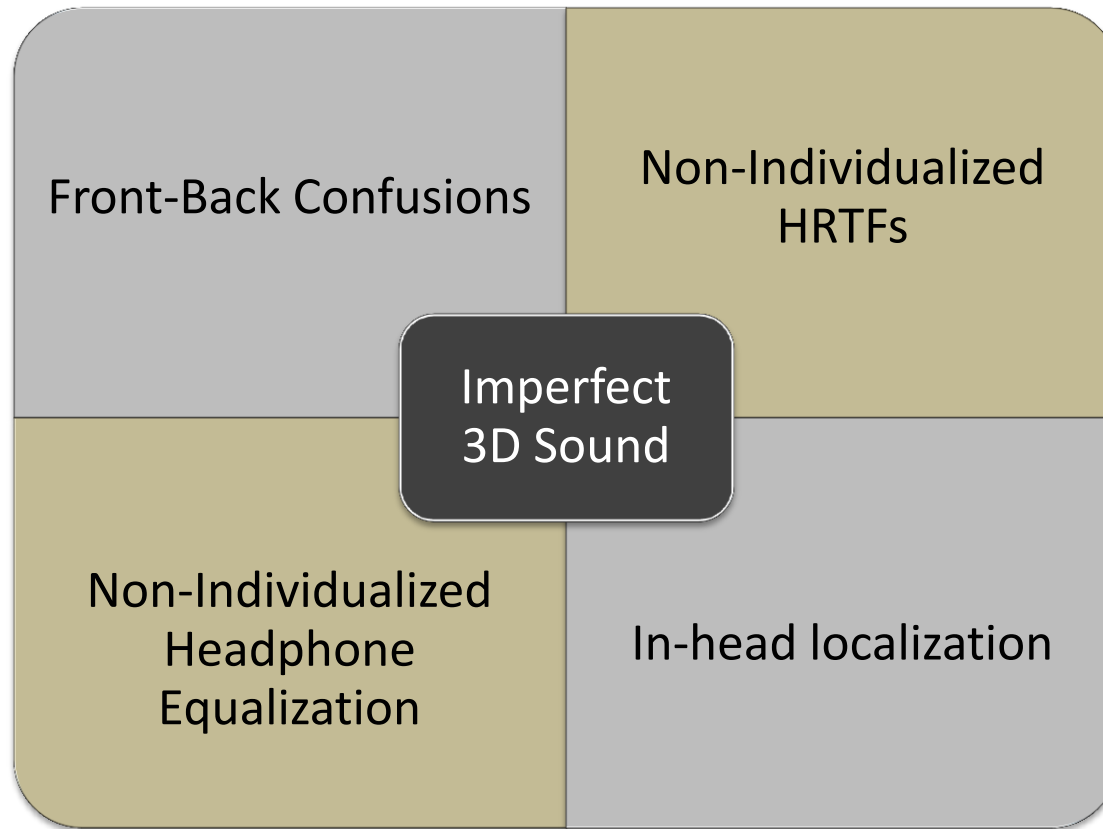 Front-Back Confusions
Non-Individualized
HRTFs
Imperfect
3D Sound
Non-Individualized
Headphone
Equalization
In-head localization